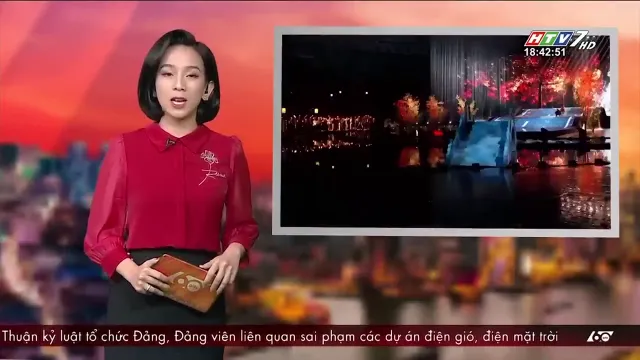 HTV7 HD
18:42:51
Thuận kỷ luật tổ chức Đảng, Đảng viên liên quan sai phạm các dự án điện gió, điện mặt trời